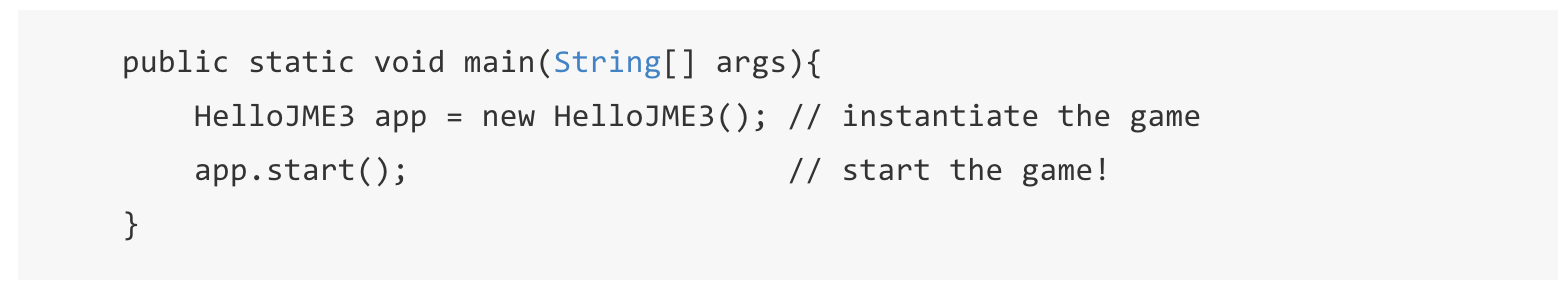 public static void main(String[] args){
    HelloJME3 app = new HelloJME3(); // instantiate the game
    app.start();                     // start the game!
}